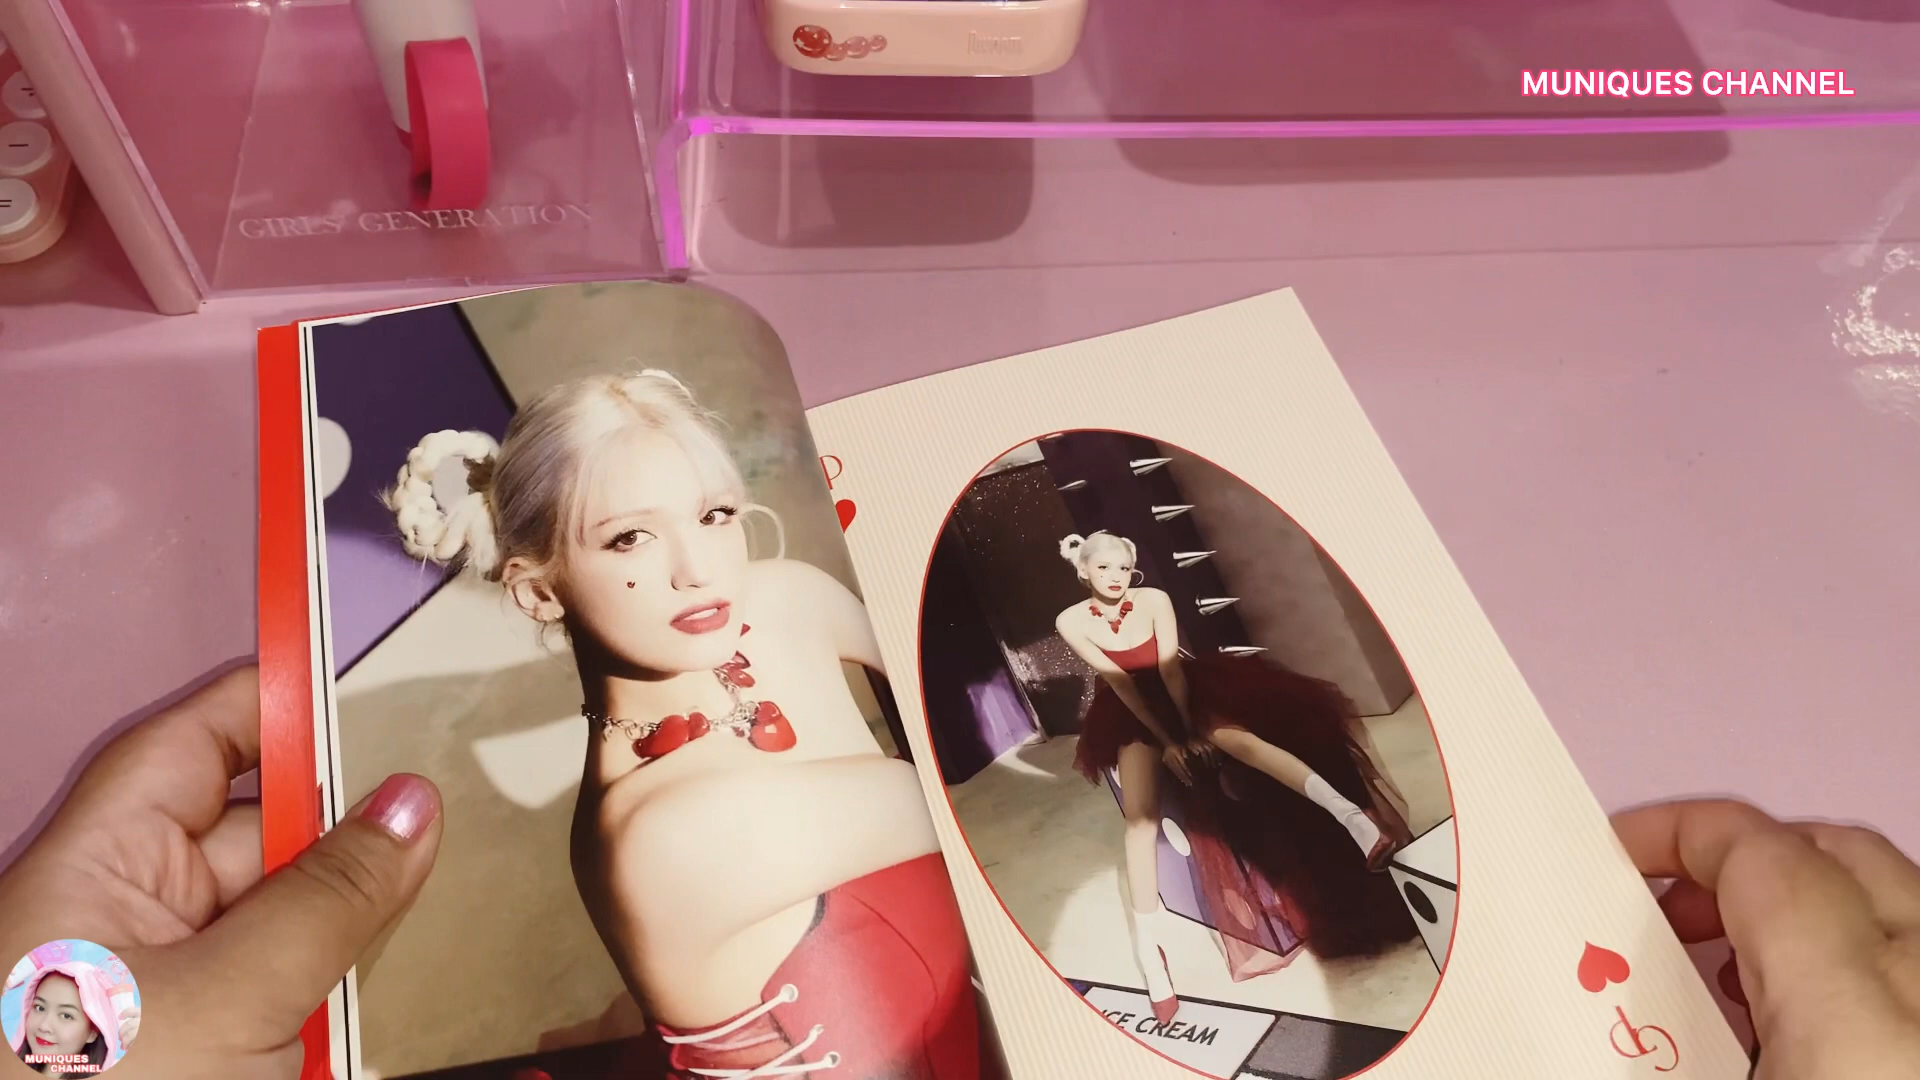 MUNIQUES CHANNEL
GIRLS' GENERATION
P
ICE CREAM
MUNIQUES
CHANNEL